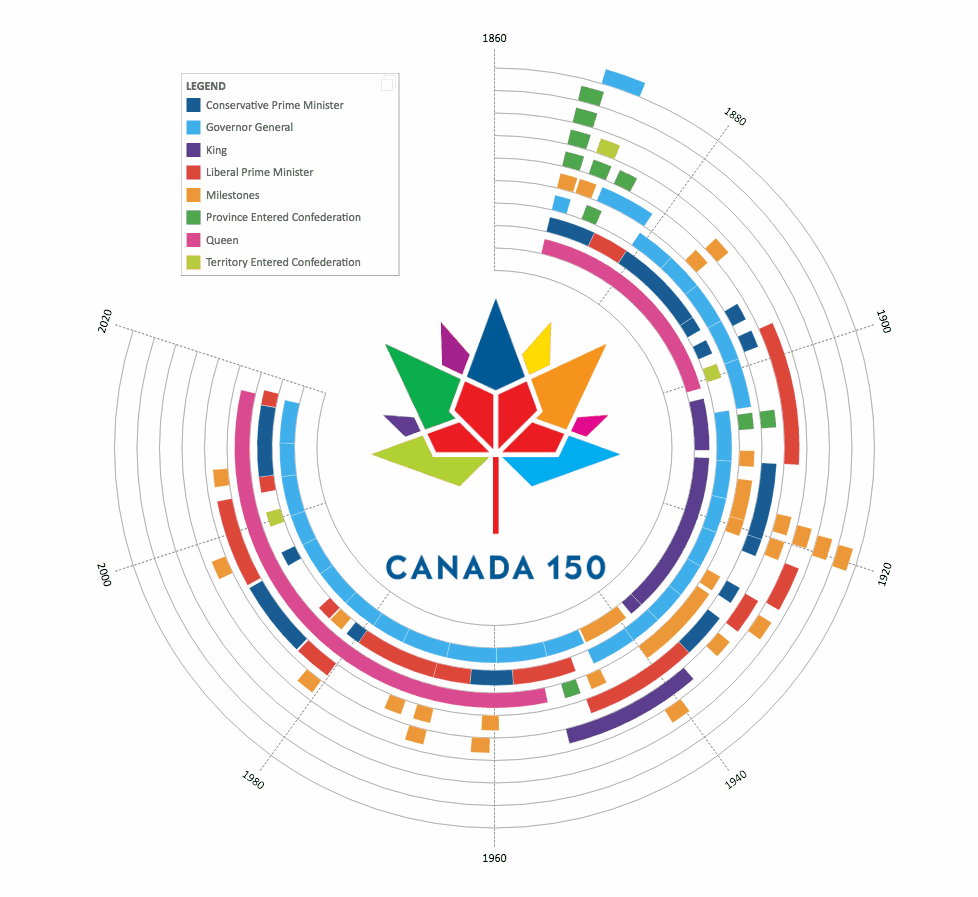 1860
LEGEND
Conservative Prime Minister
Governor General
King
Liberal Prime Minister
Milestones
Province Entered Confederation
Queen
Territory Entered Confederation
1880
1900
2020
CANADA 150
2000
1920
1980
1940
1960